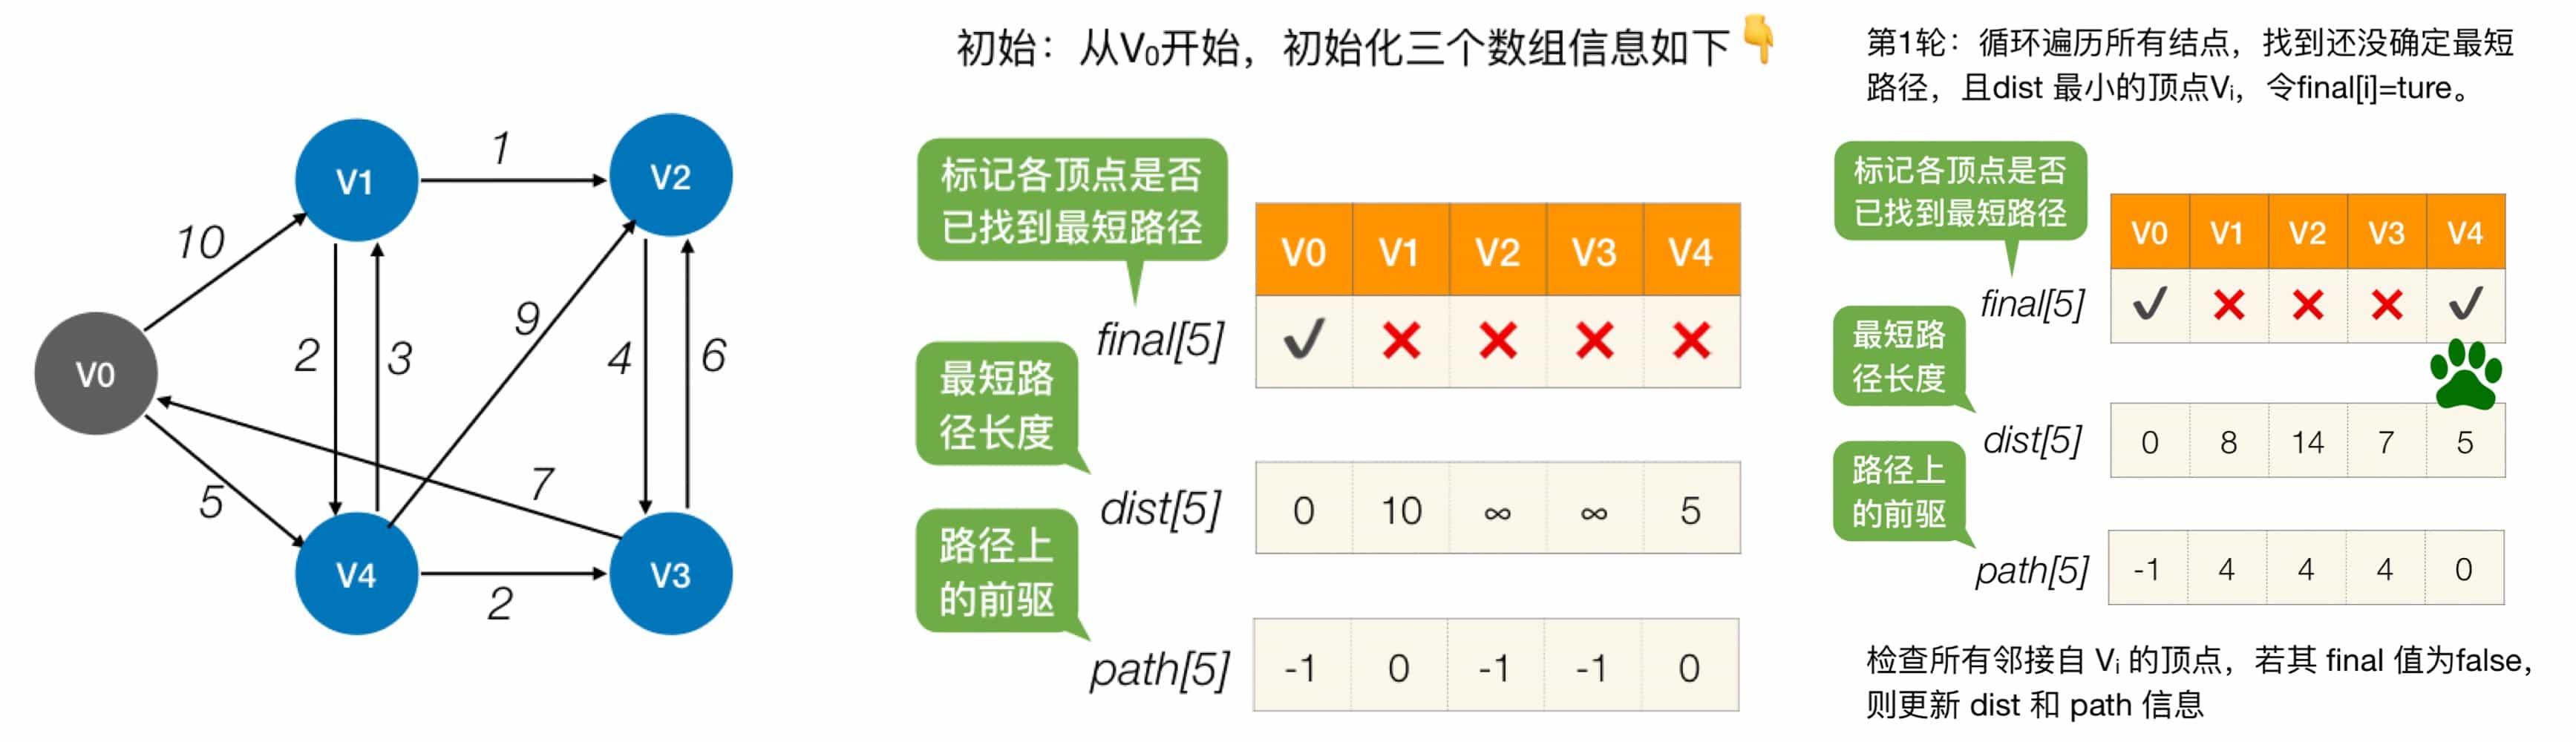 V1
1
V2
10
2
3
9
4
6
V0
5
7
V4
2
V3
初始：从V₀开始，初始化三个数组信息如下👇
标记各顶点是否
已找到最短路径
V0 V1 V2 V3 V4
final[5] ✓ ✕ ✕ ✕ ✕
最短路
径长度
dist[5] 0 10 ∞ ∞ 5
路径上
的前驱
path[5] -1 0 -1 -1 0
第1轮：循环遍历所有结点，找到还没确定最短
路径，且dist 最小的顶点Vᵢ，令final[i]=ture。
标记各顶点是否
已找到最短路径
V0 V1 V2 V3 V4
final[5] ✓ ✕ ✕ ✕ ✓
最短路
径长度
dist[5] 0 8 14 7 5
路径上
的前驱
path[5] -1 4 4 4 0
检查所有邻接自 Vᵢ 的顶点，若其 final 值为false，
则更新 dist 和 path 信息